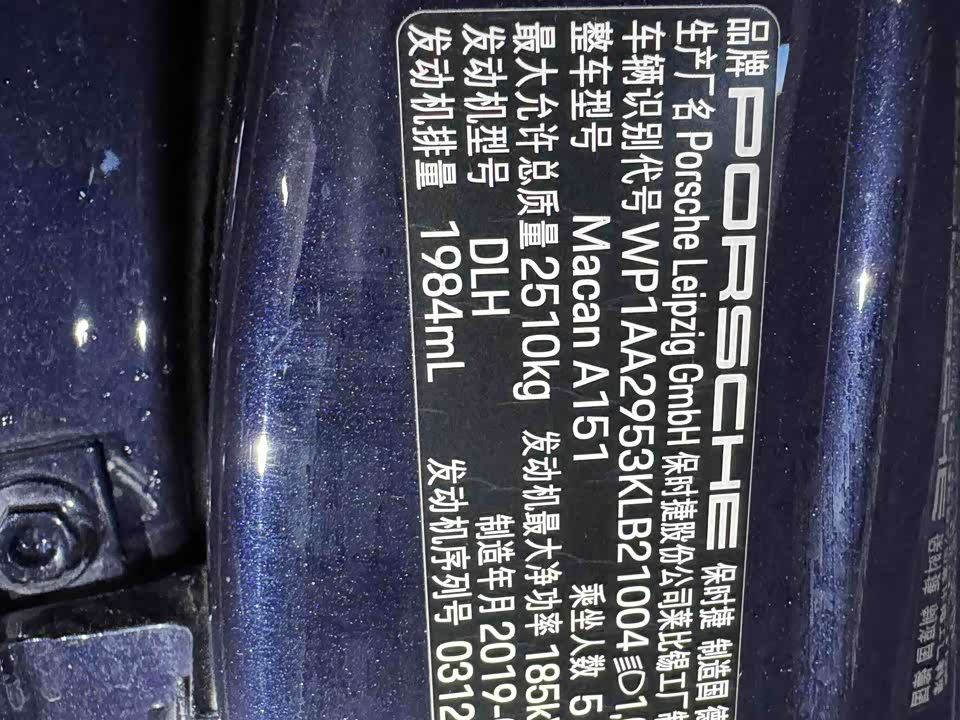 品牌 PORSCHE 保时捷 制造国 德
生产厂名 Porsche Leipzig GmbH 保时捷股份公司莱比锡工厂
车辆识别代号 WP1AA2953KLB21004 1,
整车型号 Macan A151 乘坐人数 5
最大允许总质量 2510kg 发动机最大净功率 185k
发动机型号 DLH 制造年月 2019-
发动机排量 1984mL 发动机序列号 0312